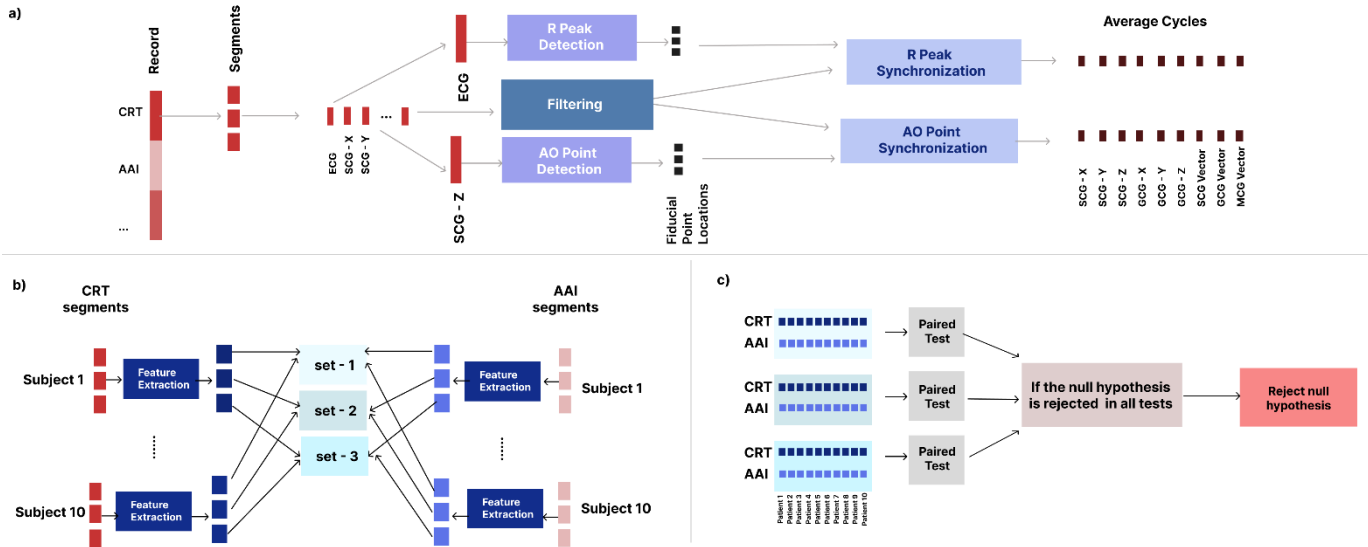 a)
Record
Segments
CRT
AAI
...
ECG
SCG - X
SCG - Y
...
ECG
SCG - Z
R Peak
Detection
Filtering
AO Point
Detection
Fiducial
Point
Locations
R Peak
Synchronization
AO Point
Synchronization
Average Cycles
SCG - X
SCG - Y
SCG - Z
GCG - X
GCG - Y
GCG - Z
SCG Vector
GCG Vector
MCG Vector
b)
CRT
segments
AAI
segments
Subject 1
Feature
Extraction
set - 1
set - 2
set - 3
Feature
Extraction
Subject 1
Subject 10
Feature
Extraction
Feature
Extraction
Subject 10
c)
CRT
AAI
Paired
Test
CRT
AAI
Paired
Test
CRT
AAI
Paired
Test
If the null hypothesis
is rejected in all tests
Reject null
hypothesis
Patient 1
Patient 2
Patient 3
Patient 4
Patient 5
Patient 6
Patient 7
Patient 8
Patient 9
Patient 10